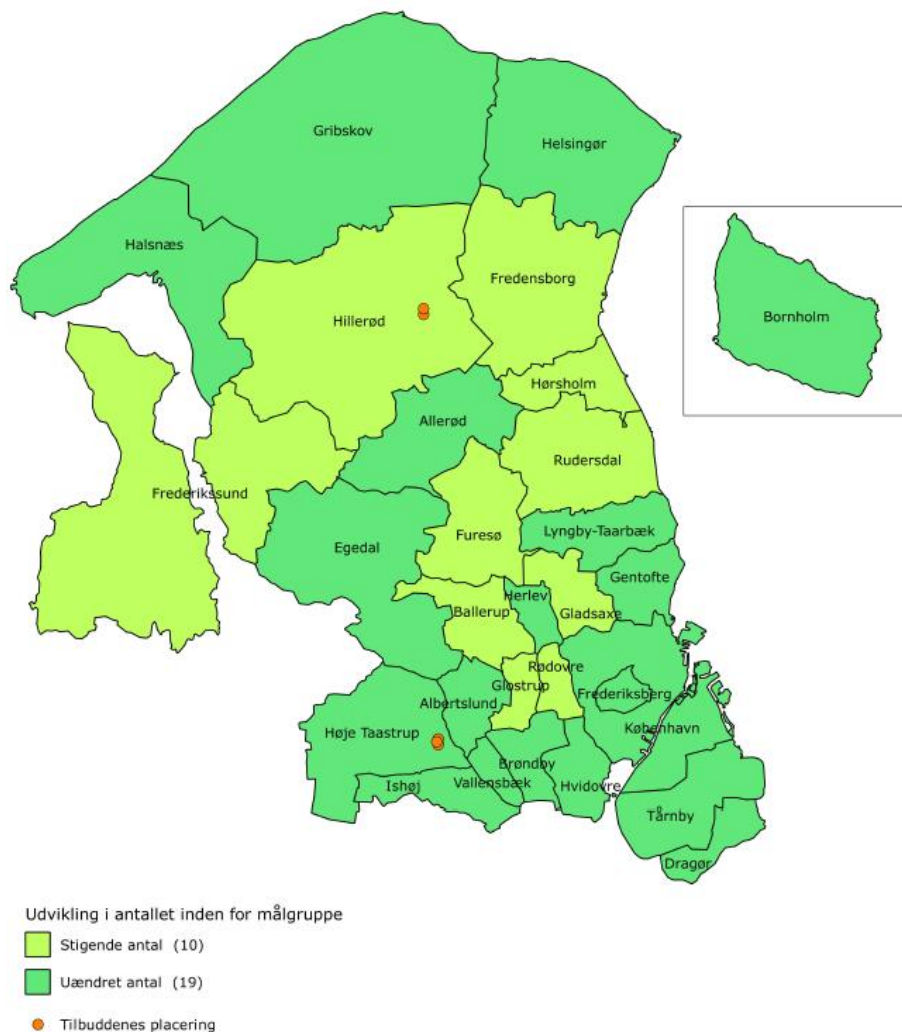 Gribskov
Helsingør
Halsnæs
Fredensborg
Bornholm
Hillerød
Hørsholm
Allerød
Rudersdal
Frederikssund
Lyngby-Taarbæk
Furesø
Egedal
Gentofte
Herlev
Ballerup
Gladsaxe
Rødovre
Glostrup
Frederiksberg
Albertslund
København
Høje Taastrup
Brøndby
Ishøj
Vallensbæk
Hvidovre
Tårnby
Dragør
Udvikling i antallet inden for målgruppe
Stigende antal (10)
Uændret antal (19)
Tilbuddenes placering